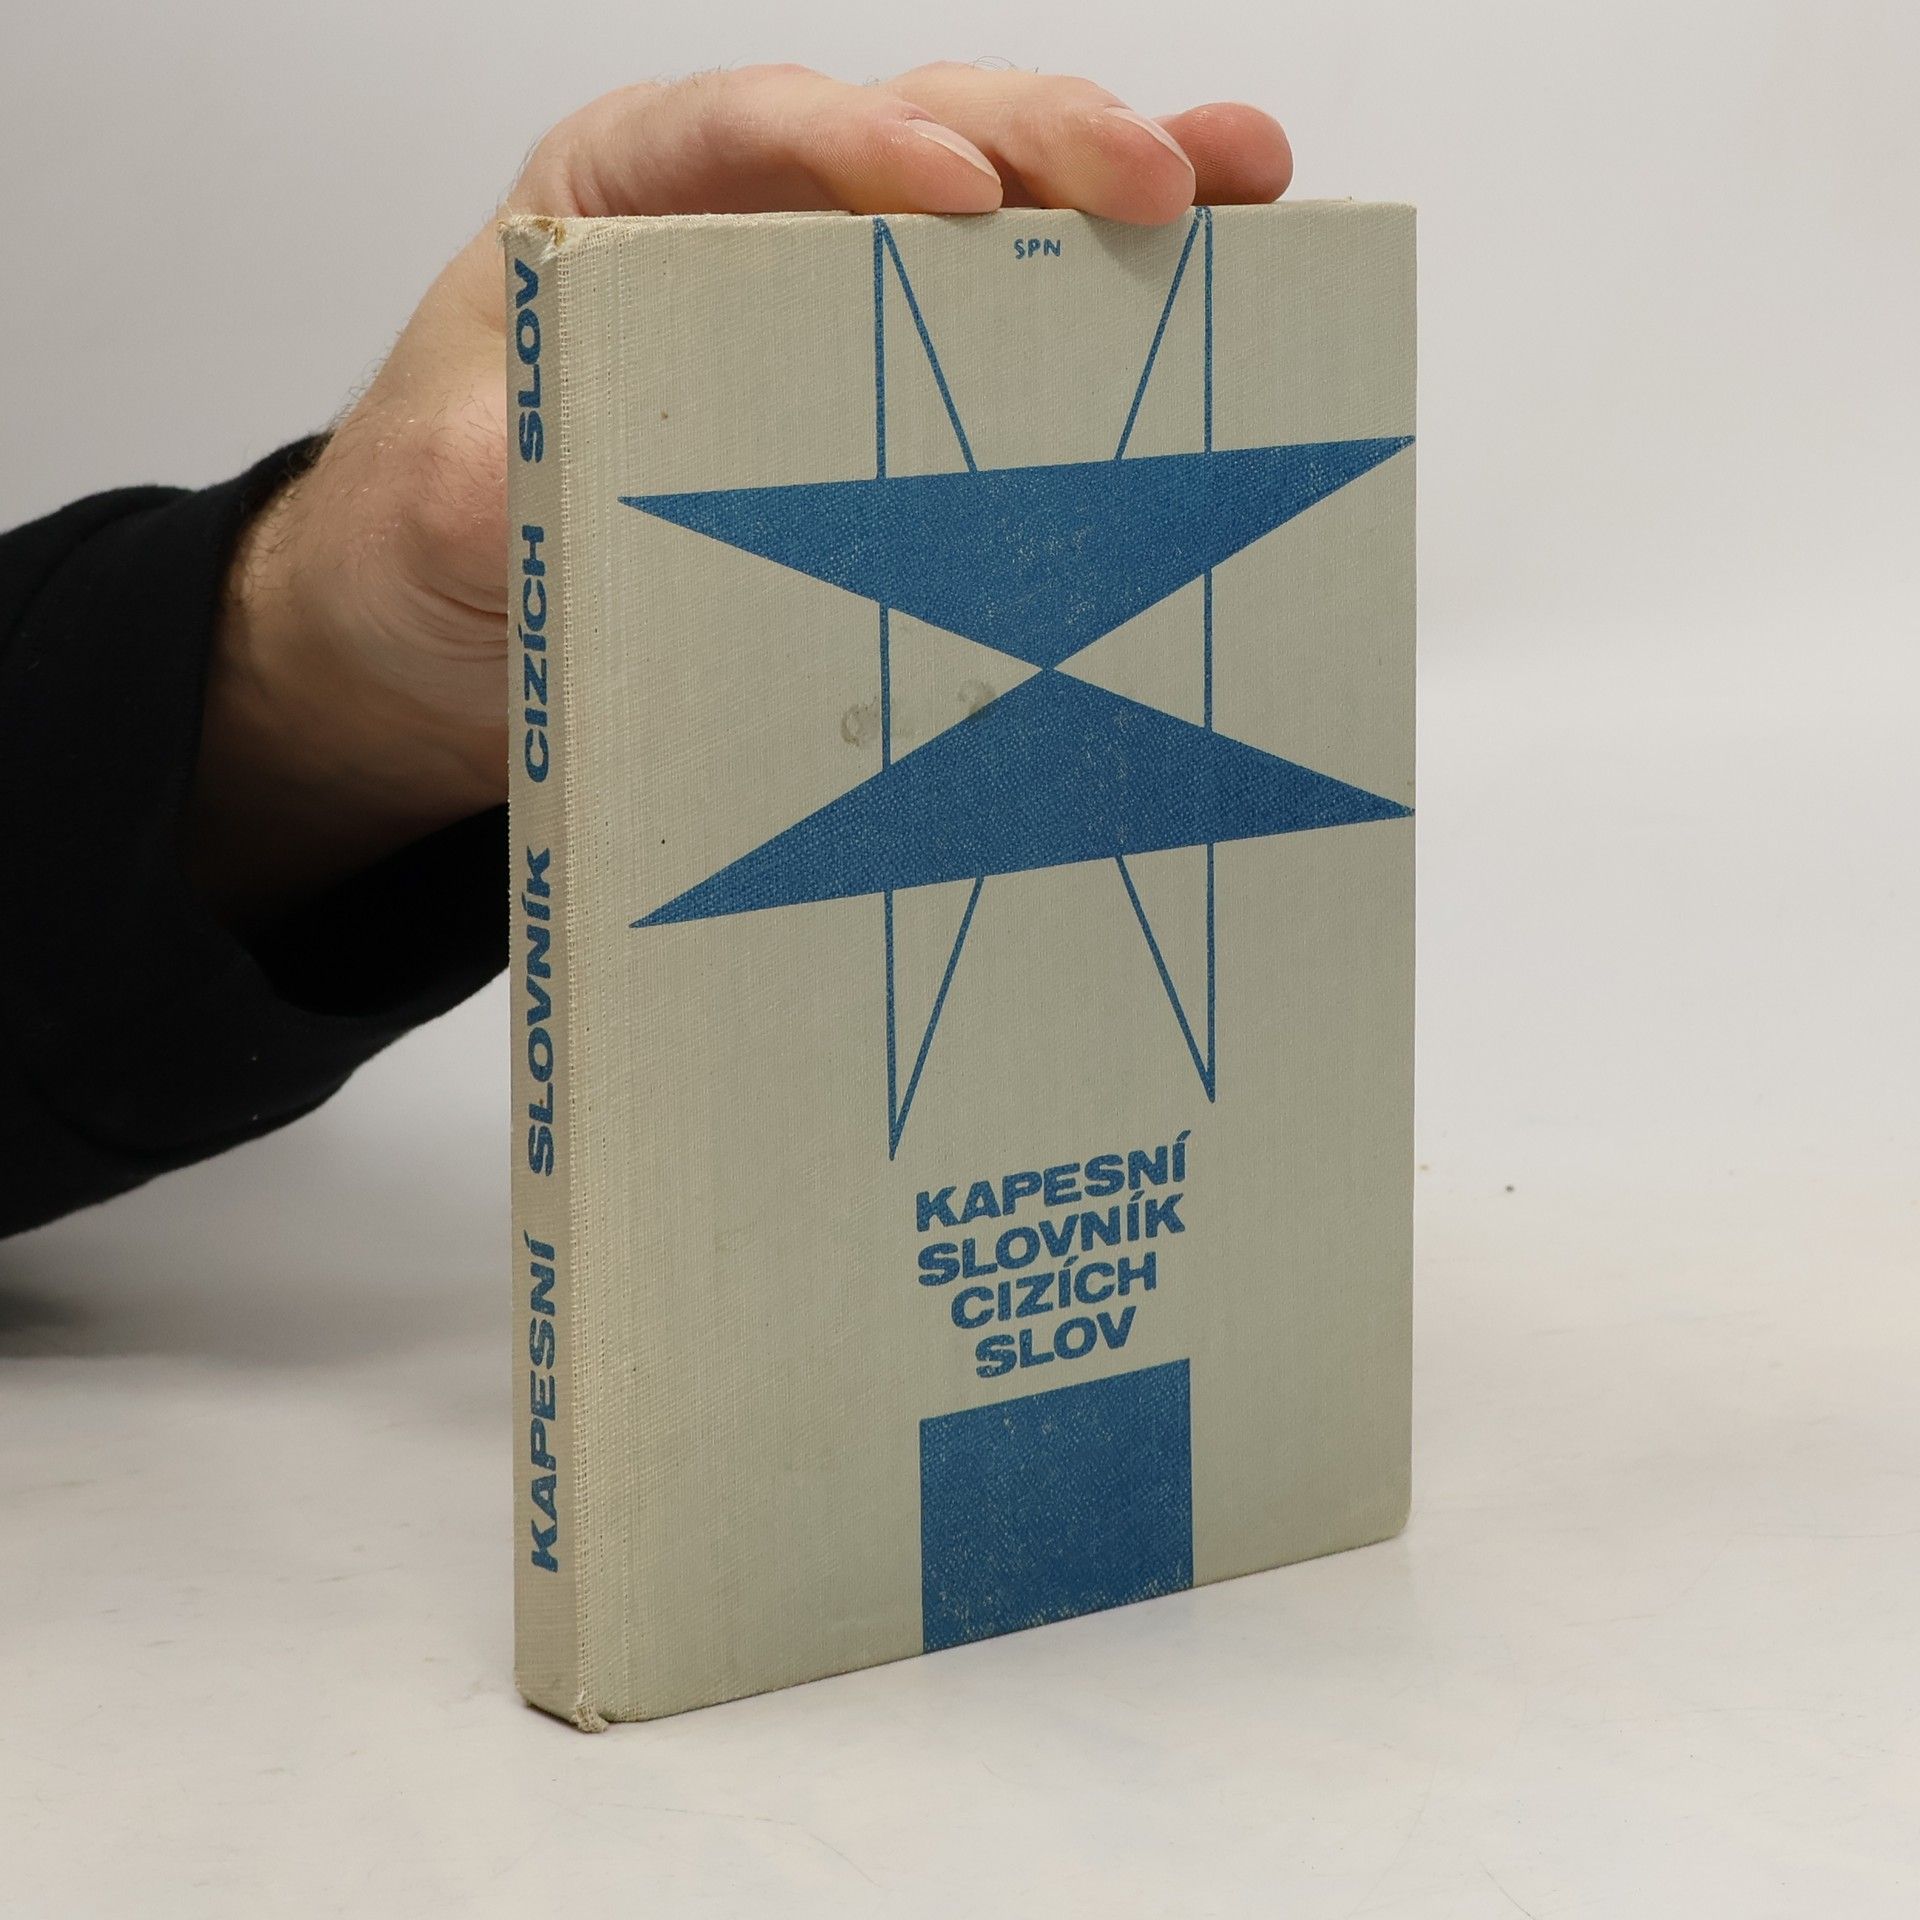 SPN
KAPESNÍ
SLOVNÍK
CIZÍCH
SLOV
KAPESNÍ SLOVNÍK CIZÍCH SLOV